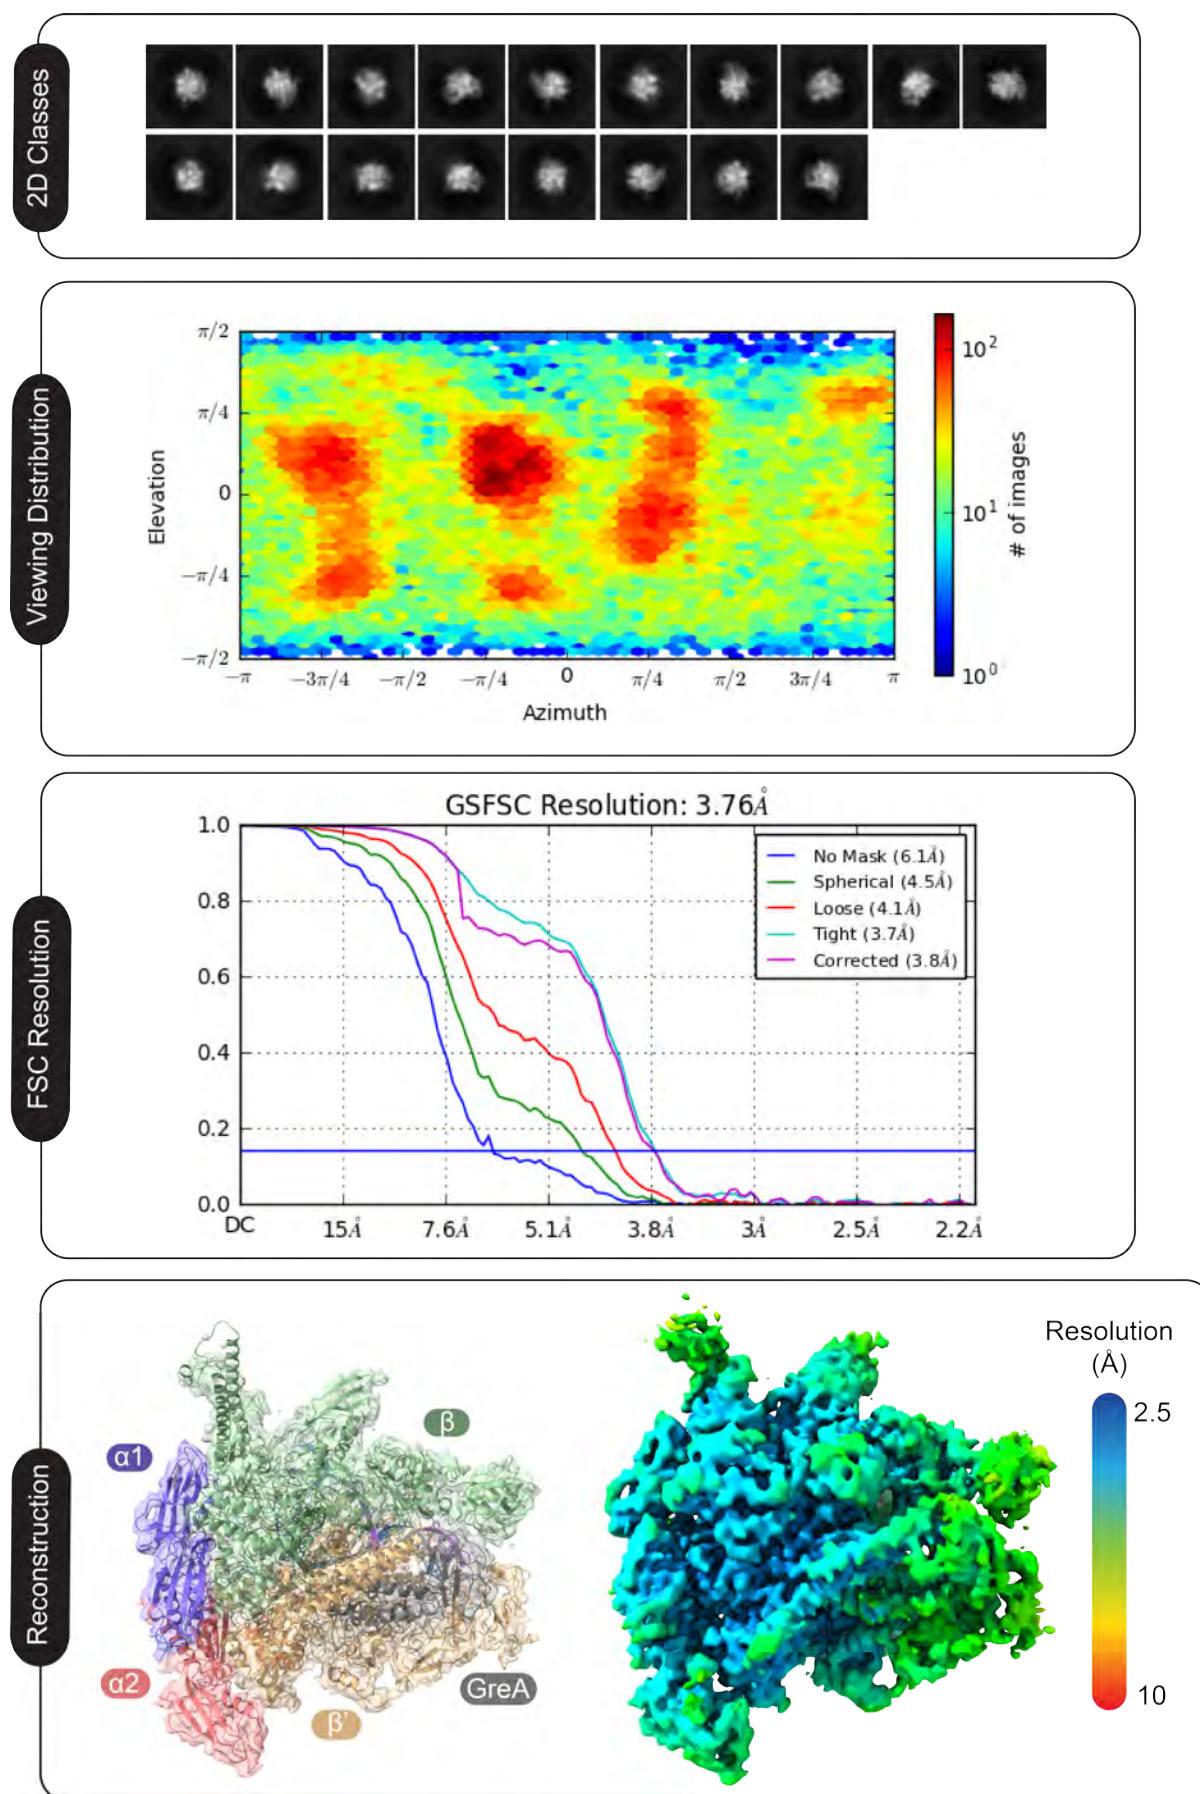 2D Classes
Viewing Distribution
π/2
π/4
0
−π/4
−π/2
Elevation
−π
−3π/4
−π/2
−π/4
0
π/4
π/2
3π/4
π
Azimuth
10²
10¹
10⁰
# of images
FSC Resolution
GSFSC Resolution: 3.76Å
1.0
0.8
0.6
0.4
0.2
0.0
No Mask (6.1Å)
Spherical (4.5Å)
Loose (4.1Å)
Tight (3.7Å)
Corrected (3.8Å)
DC
15Å
7.6Å
5.1Å
3.8Å
3Å
2.5Å
2.2Å
Reconstruction
α1
β
α2
β'
GreA
Resolution
(Å)
2.5
10